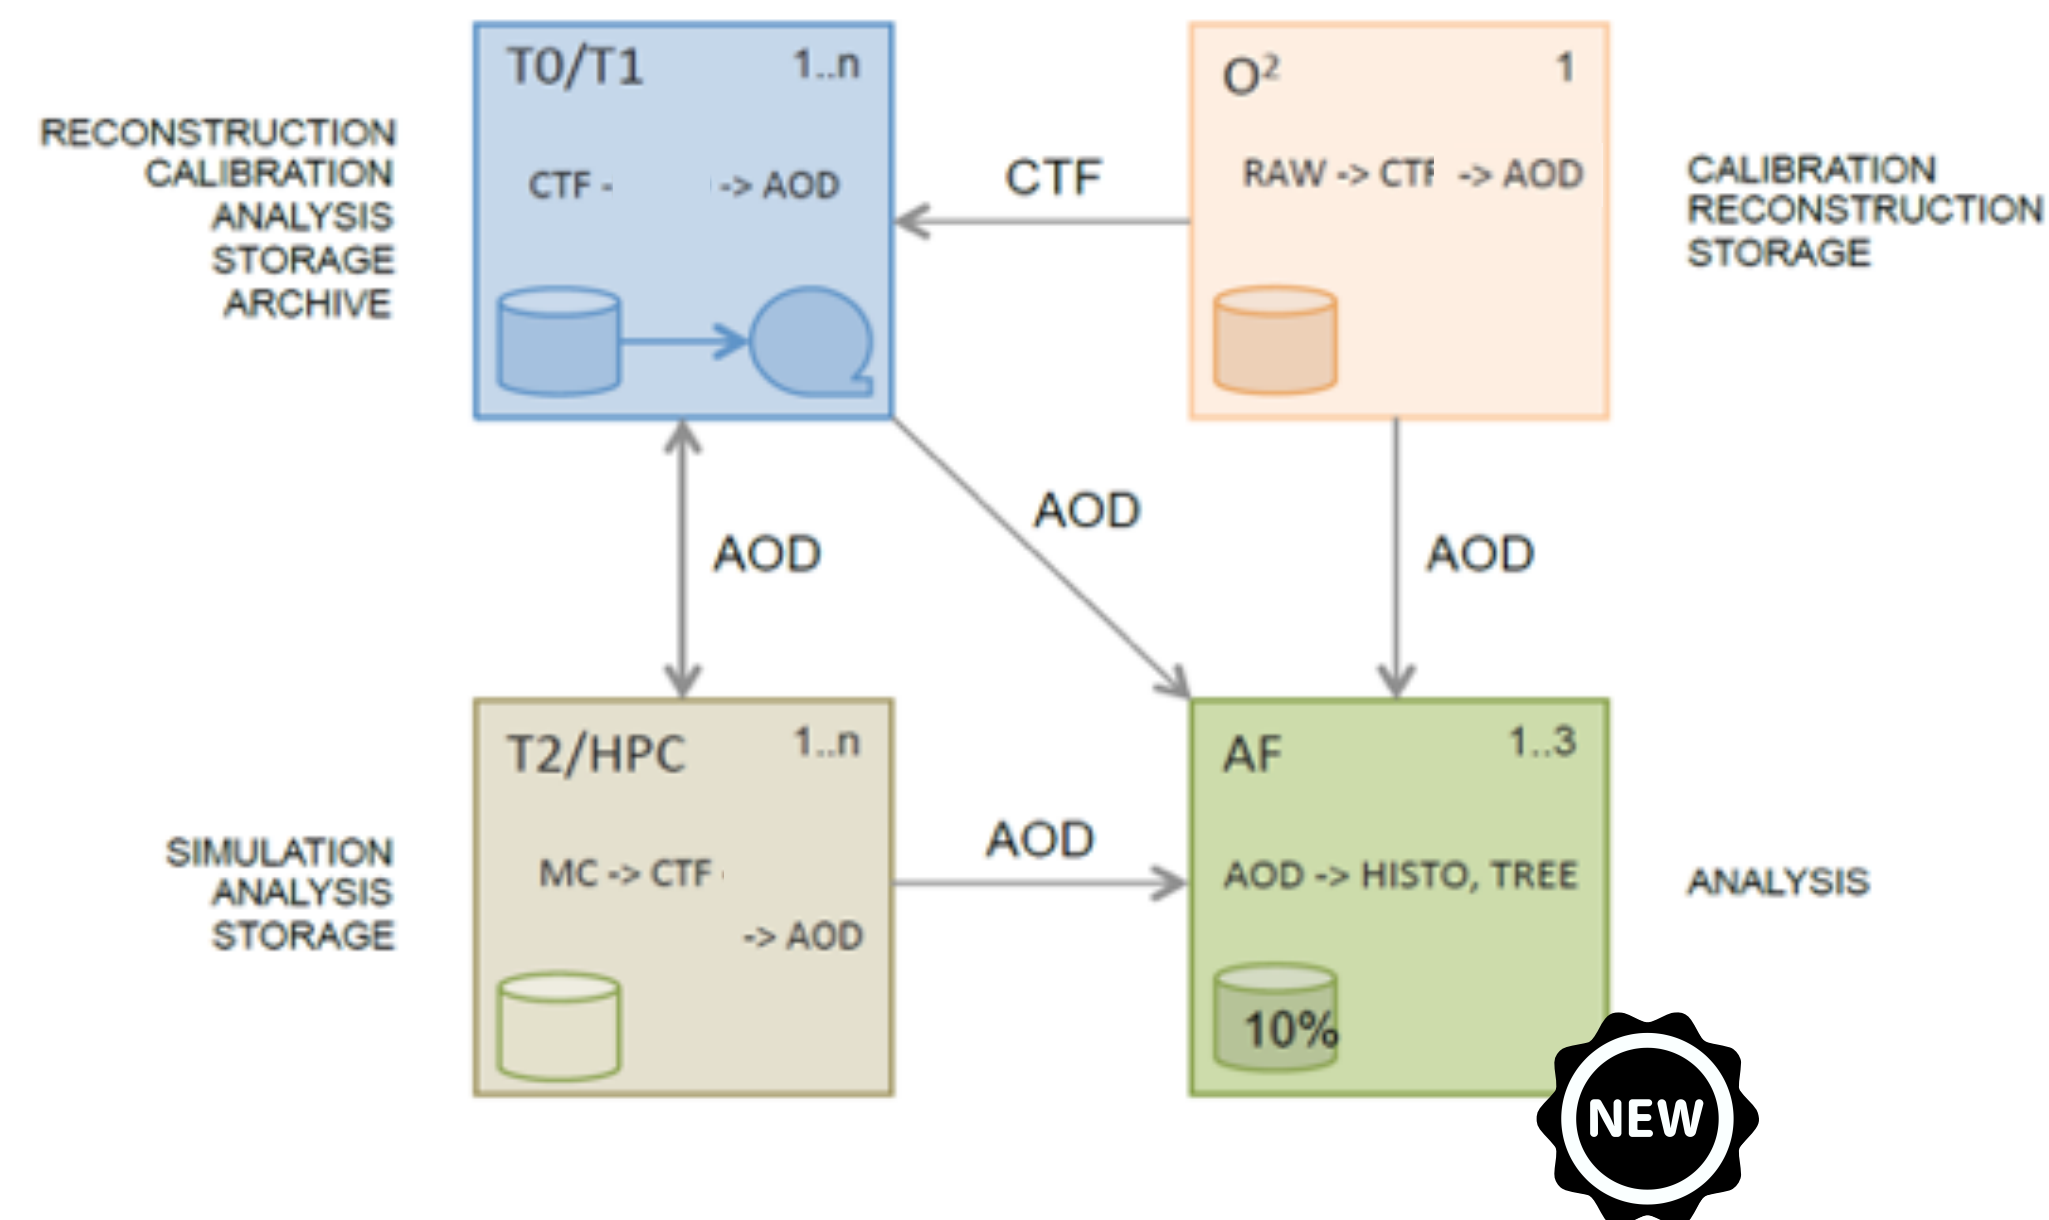 T0/T1 1..n
RECONSTRUCTION
CALIBRATION
ANALYSIS
STORAGE
ARCHIVE
CTF - -> AOD
CTF
O² 1
RAW -> CTF -> AOD
CALIBRATION
RECONSTRUCTION
STORAGE
AOD
AOD
AOD
T2/HPC 1..n
SIMULATION
ANALYSIS
STORAGE
MC -> CTF
-> AOD
AOD
AF 1..3
AOD -> HISTO, TREE
10%
ANALYSIS
NEW